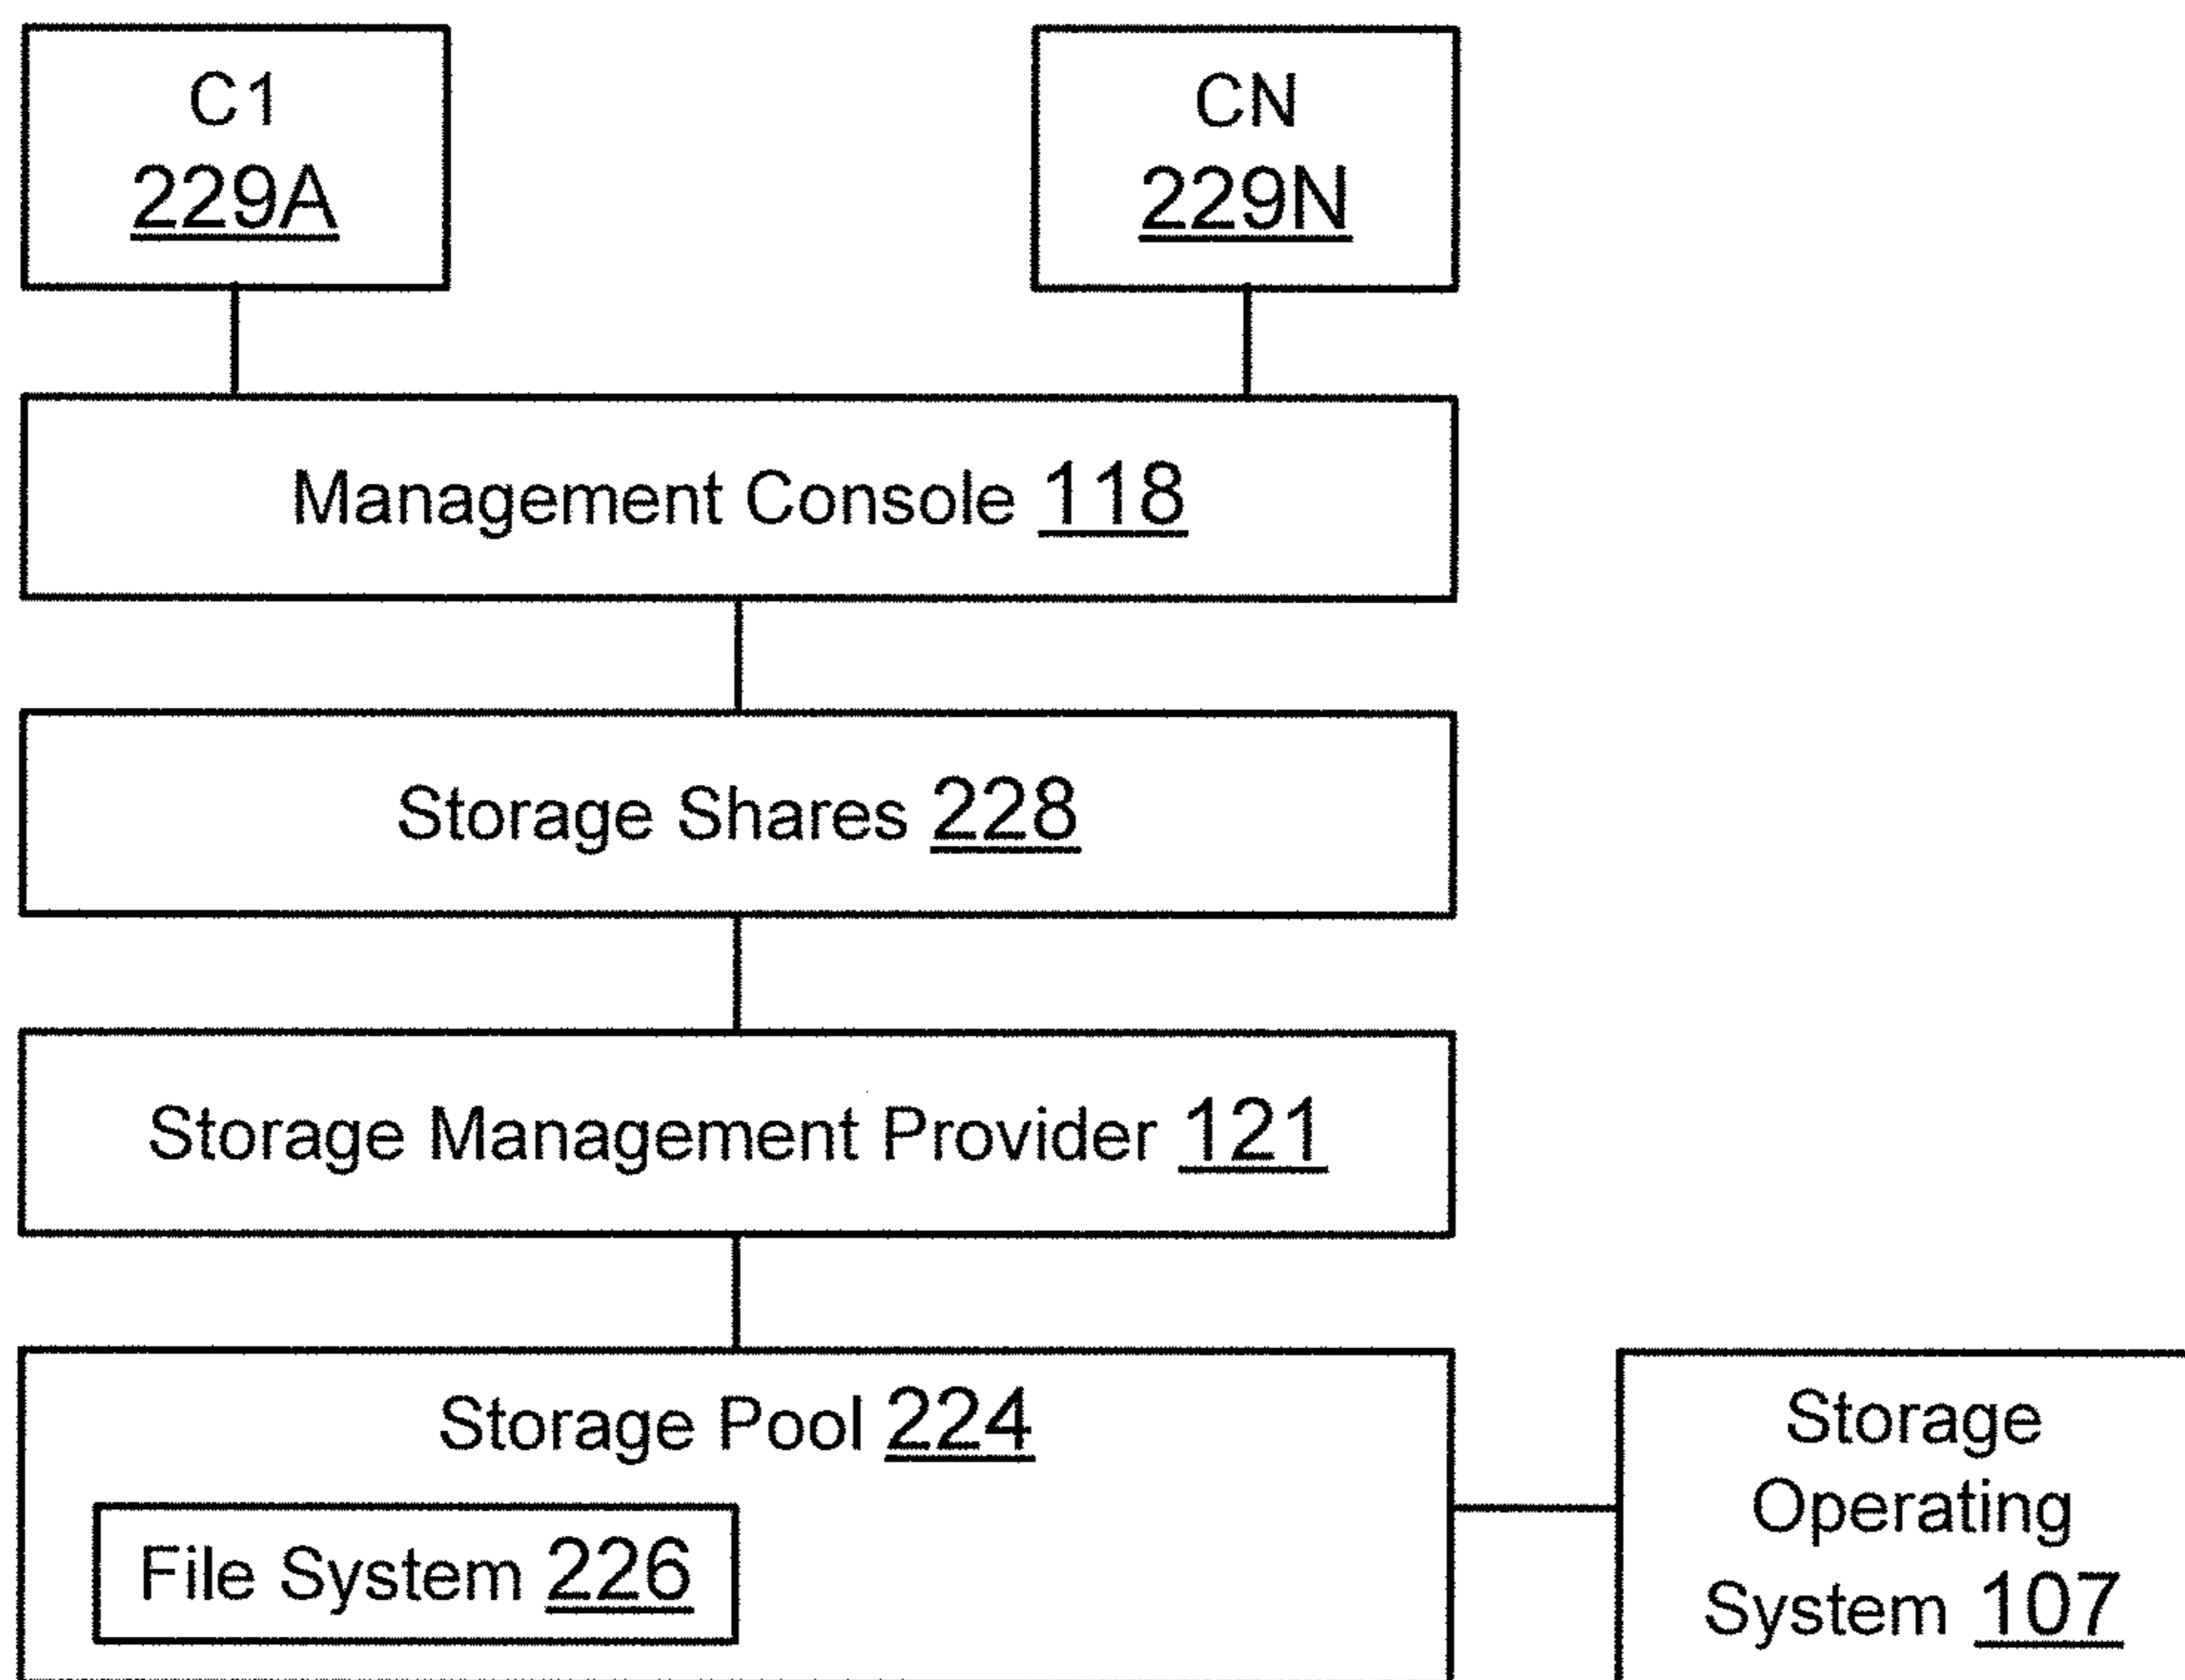 C1
229A
CN
229N
Management Console 118
Storage Shares 228
Storage Management Provider 121
Storage Pool 224
File System 226
Storage
Operating
System 107